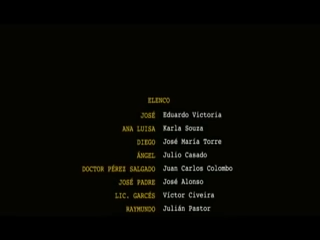 ELENCO
JOSÉ Eduardo Victoria
ANA LUISA Karla Souza
DIEGO José María Torre
ÁNGEL Julio Casado
DOCTOR PÉREZ SALGADO Juan Carlos Colombo
JOSÉ PADRE José Alonso
LIC. GARCÉS Víctor Civeira
RAYMUNDO Julián Pastor